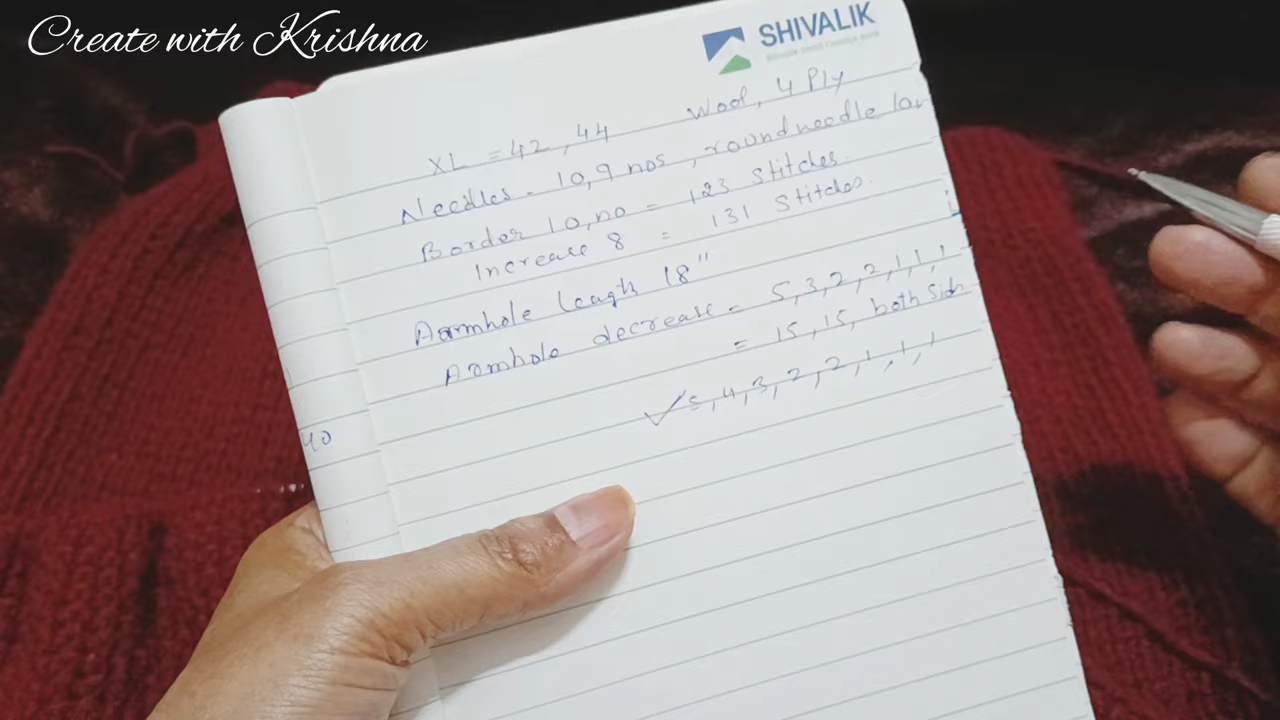 Create with Krishna
SHIVALIK
Wool, 4 Ply
XL = 42, 44
Needles - 10, 9 nos, round needle
Border 10, no = 123 stitches.
Increase 8 = 131 stitches.
Armhole length 18"
Armhole decrease = 5, 3, 2, 2, 1, 1, 1
= 15, 15, both side
✓ 5, 4, 3, 2, 2, 1, 1, 1
40